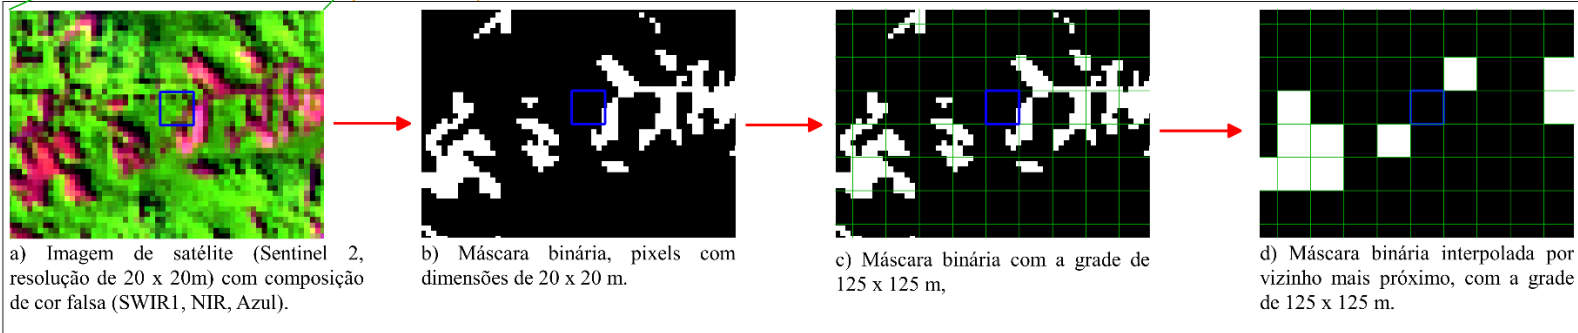 a) Imagem de satélite (Sentinel 2,
resolução de 20 x 20m) com composição
de cor falsa (SWIR1, NIR, Azul).
b) Máscara binária, pixels com
dimensões de 20 x 20 m.
c) Máscara binária com a grade de
125 x 125 m,
d) Máscara binária interpolada por
vizinho mais próximo, com a grade
de 125 x 125 m.